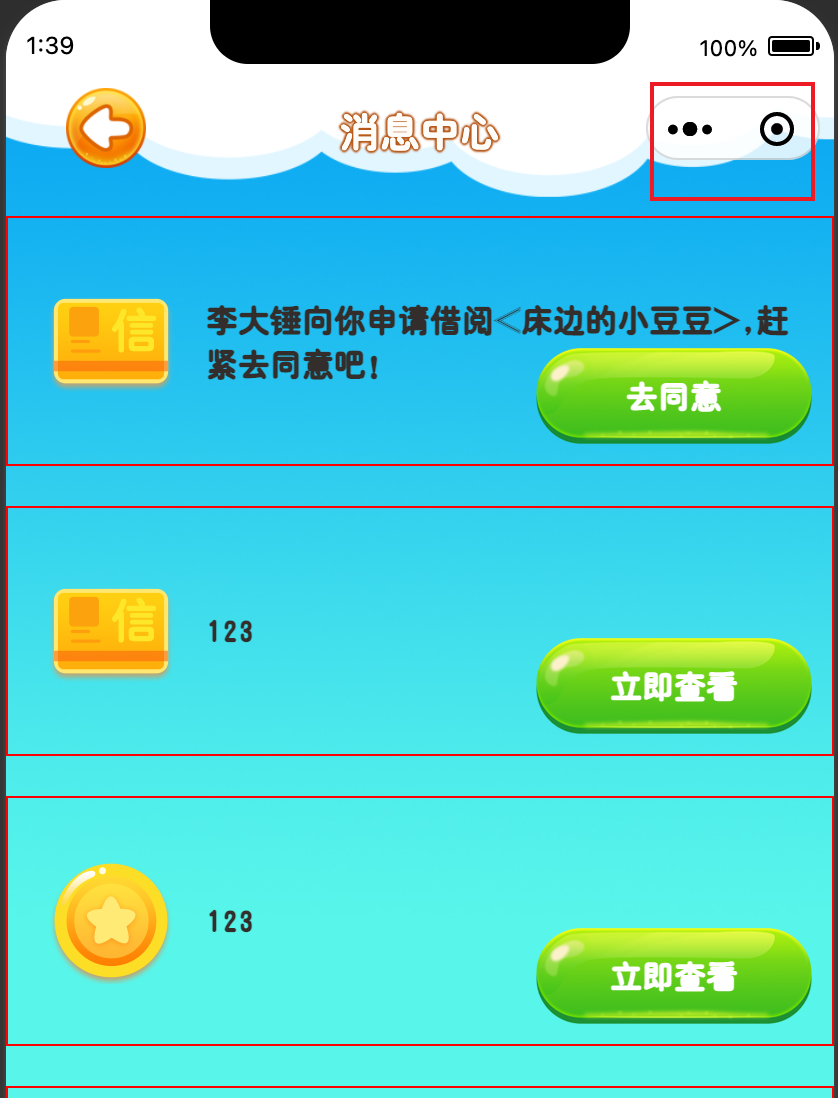 1:39
100%
消息中心
信
李大锤向你申请借阅<床边的小豆豆>,赶
紧去同意吧!
去同意
信
123
立即查看
123
立即查看